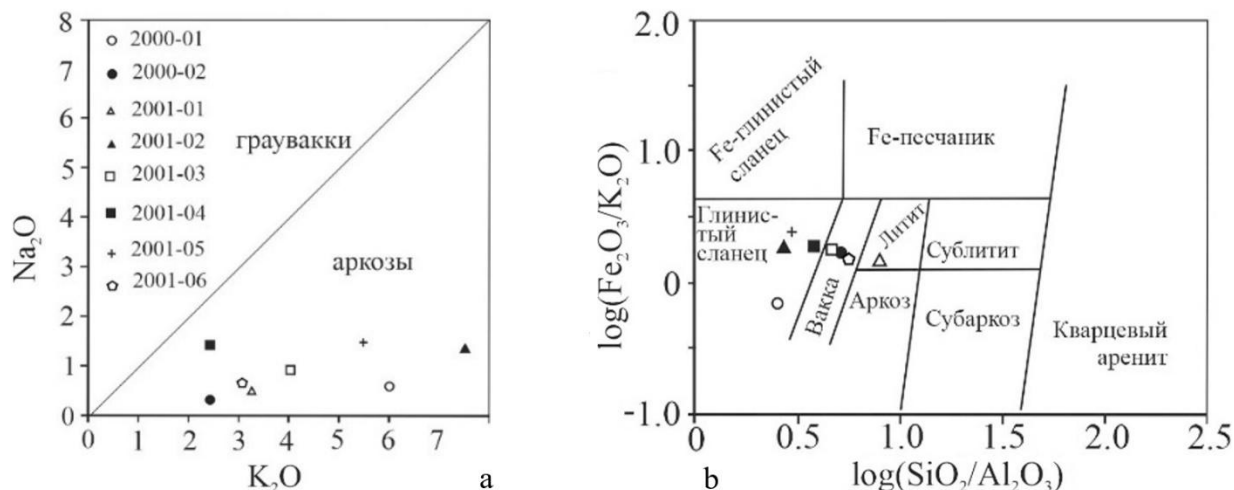 8
7
6
5
4
3
2
1
0
Na₂O
2000-01
2000-02
2001-01
2001-02
2001-03
2001-04
2001-05
2001-06
граувакки
аркозы
0 1 2 3 4 5 6 7
K₂O
a
2.0
1.0
0
-1.0
log(Fe₂O₃/K₂O)
Fe-глинистый
сланец
Fe-песчаник
Глинис-
тый
сланец
Вакка
Литит
Сублитит
Аркоз
Субаркоз
Кварцевый
аренит
0 0.5 1.0 1.5 2.0 2.5
log(SiO₂/Al₂O₃)
b